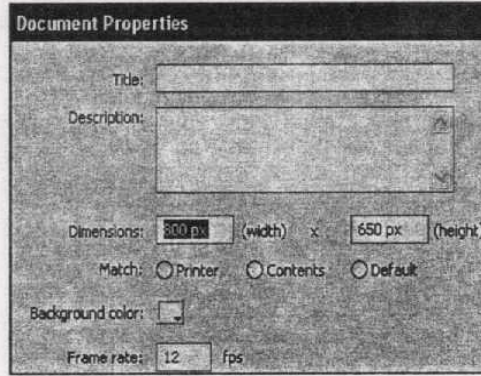 Document Properties
Title:
Description:
Dimensions: 800 px (width) x 650 px (height)
Match: Printer Contents Default
Background color:
Frame rate: 12 fps